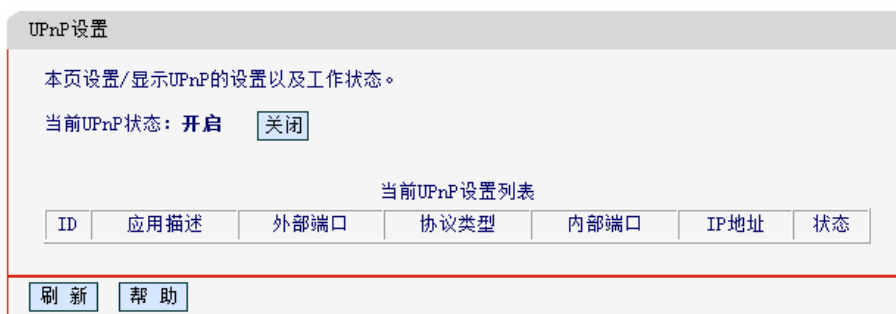 UPnP设置
本页设置/显示UPnP的设置以及工作状态。
当前UPnP状态：开启 关闭
当前UPnP设置列表
ID 应用描述 外部端口 协议类型 内部端口 IP地址 状态
刷 新 帮 助